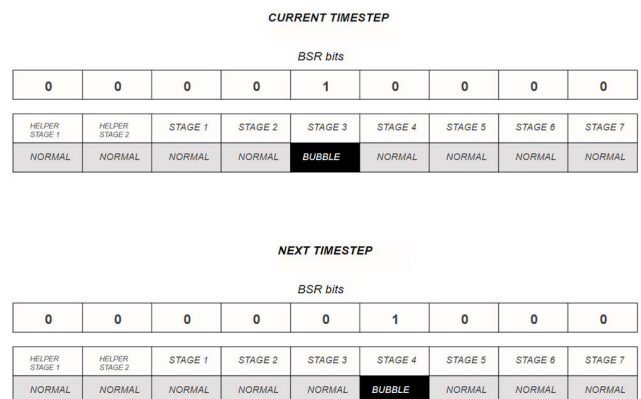 CURRENT TIMESTEP
BSR bits
0 0 0 0 1 0 0 0 0
HELPER STAGE 1 HELPER STAGE 2 STAGE 1 STAGE 2 STAGE 3 STAGE 4 STAGE 5 STAGE 6 STAGE 7
NORMAL NORMAL NORMAL NORMAL BUBBLE NORMAL NORMAL NORMAL NORMAL
NEXT TIMESTEP
BSR bits
0 0 0 0 0 1 0 0 0
HELPER STAGE 1 HELPER STAGE 2 STAGE 1 STAGE 2 STAGE 3 STAGE 4 STAGE 5 STAGE 6 STAGE 7
NORMAL NORMAL NORMAL NORMAL NORMAL BUBBLE NORMAL NORMAL NORMAL